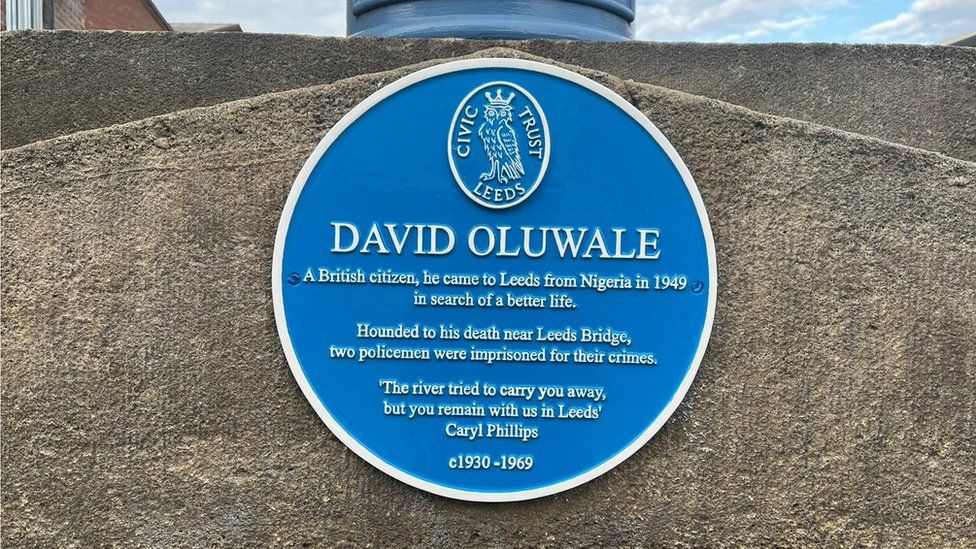 CIVIC TRUST
LEEDS
DAVID OLUWALE
A British citizen, he came to Leeds from Nigeria in 1949
in search of a better life.
Hounded to his death near Leeds Bridge,
two policemen were imprisoned for their crimes.
'The river tried to carry you away,
but you remain with us in Leeds'
Caryl Phillips
c1930 -1969